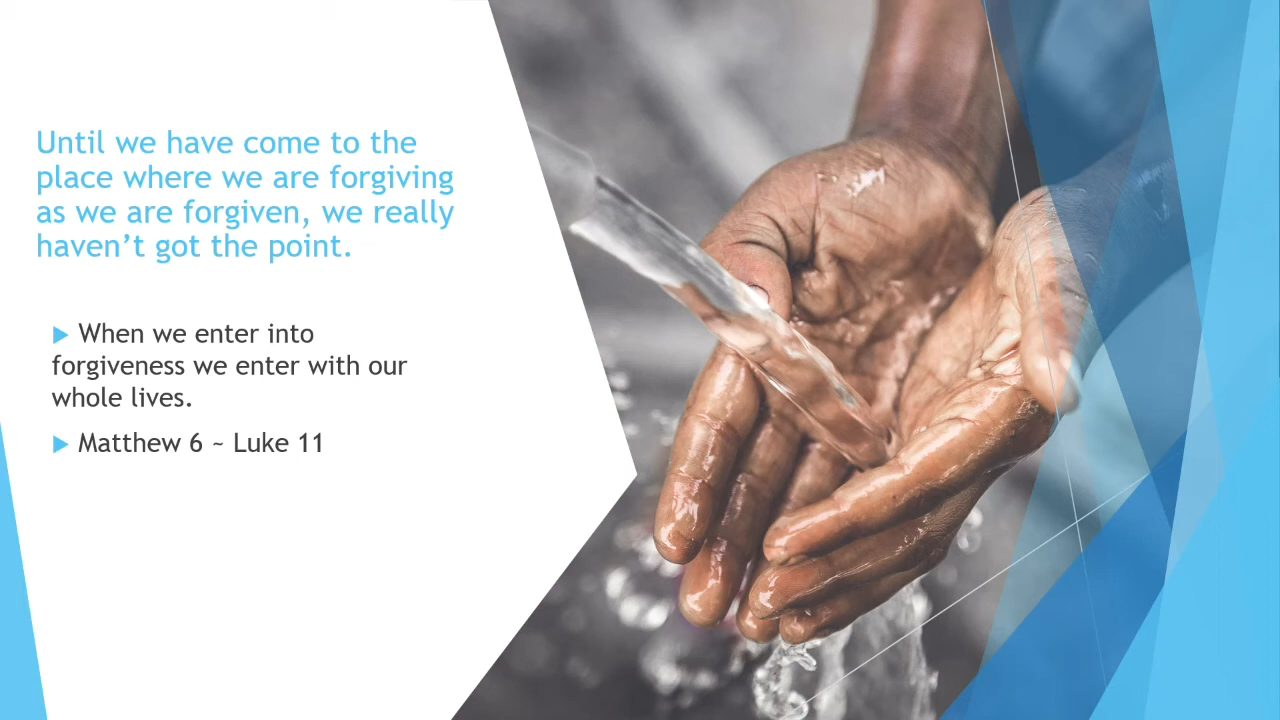 Until we have come to the
place where we are forgiving
as we are forgiven, we really
haven’t got the point.
When we enter into
forgiveness we enter with our
whole lives.
Matthew 6 ~ Luke 11